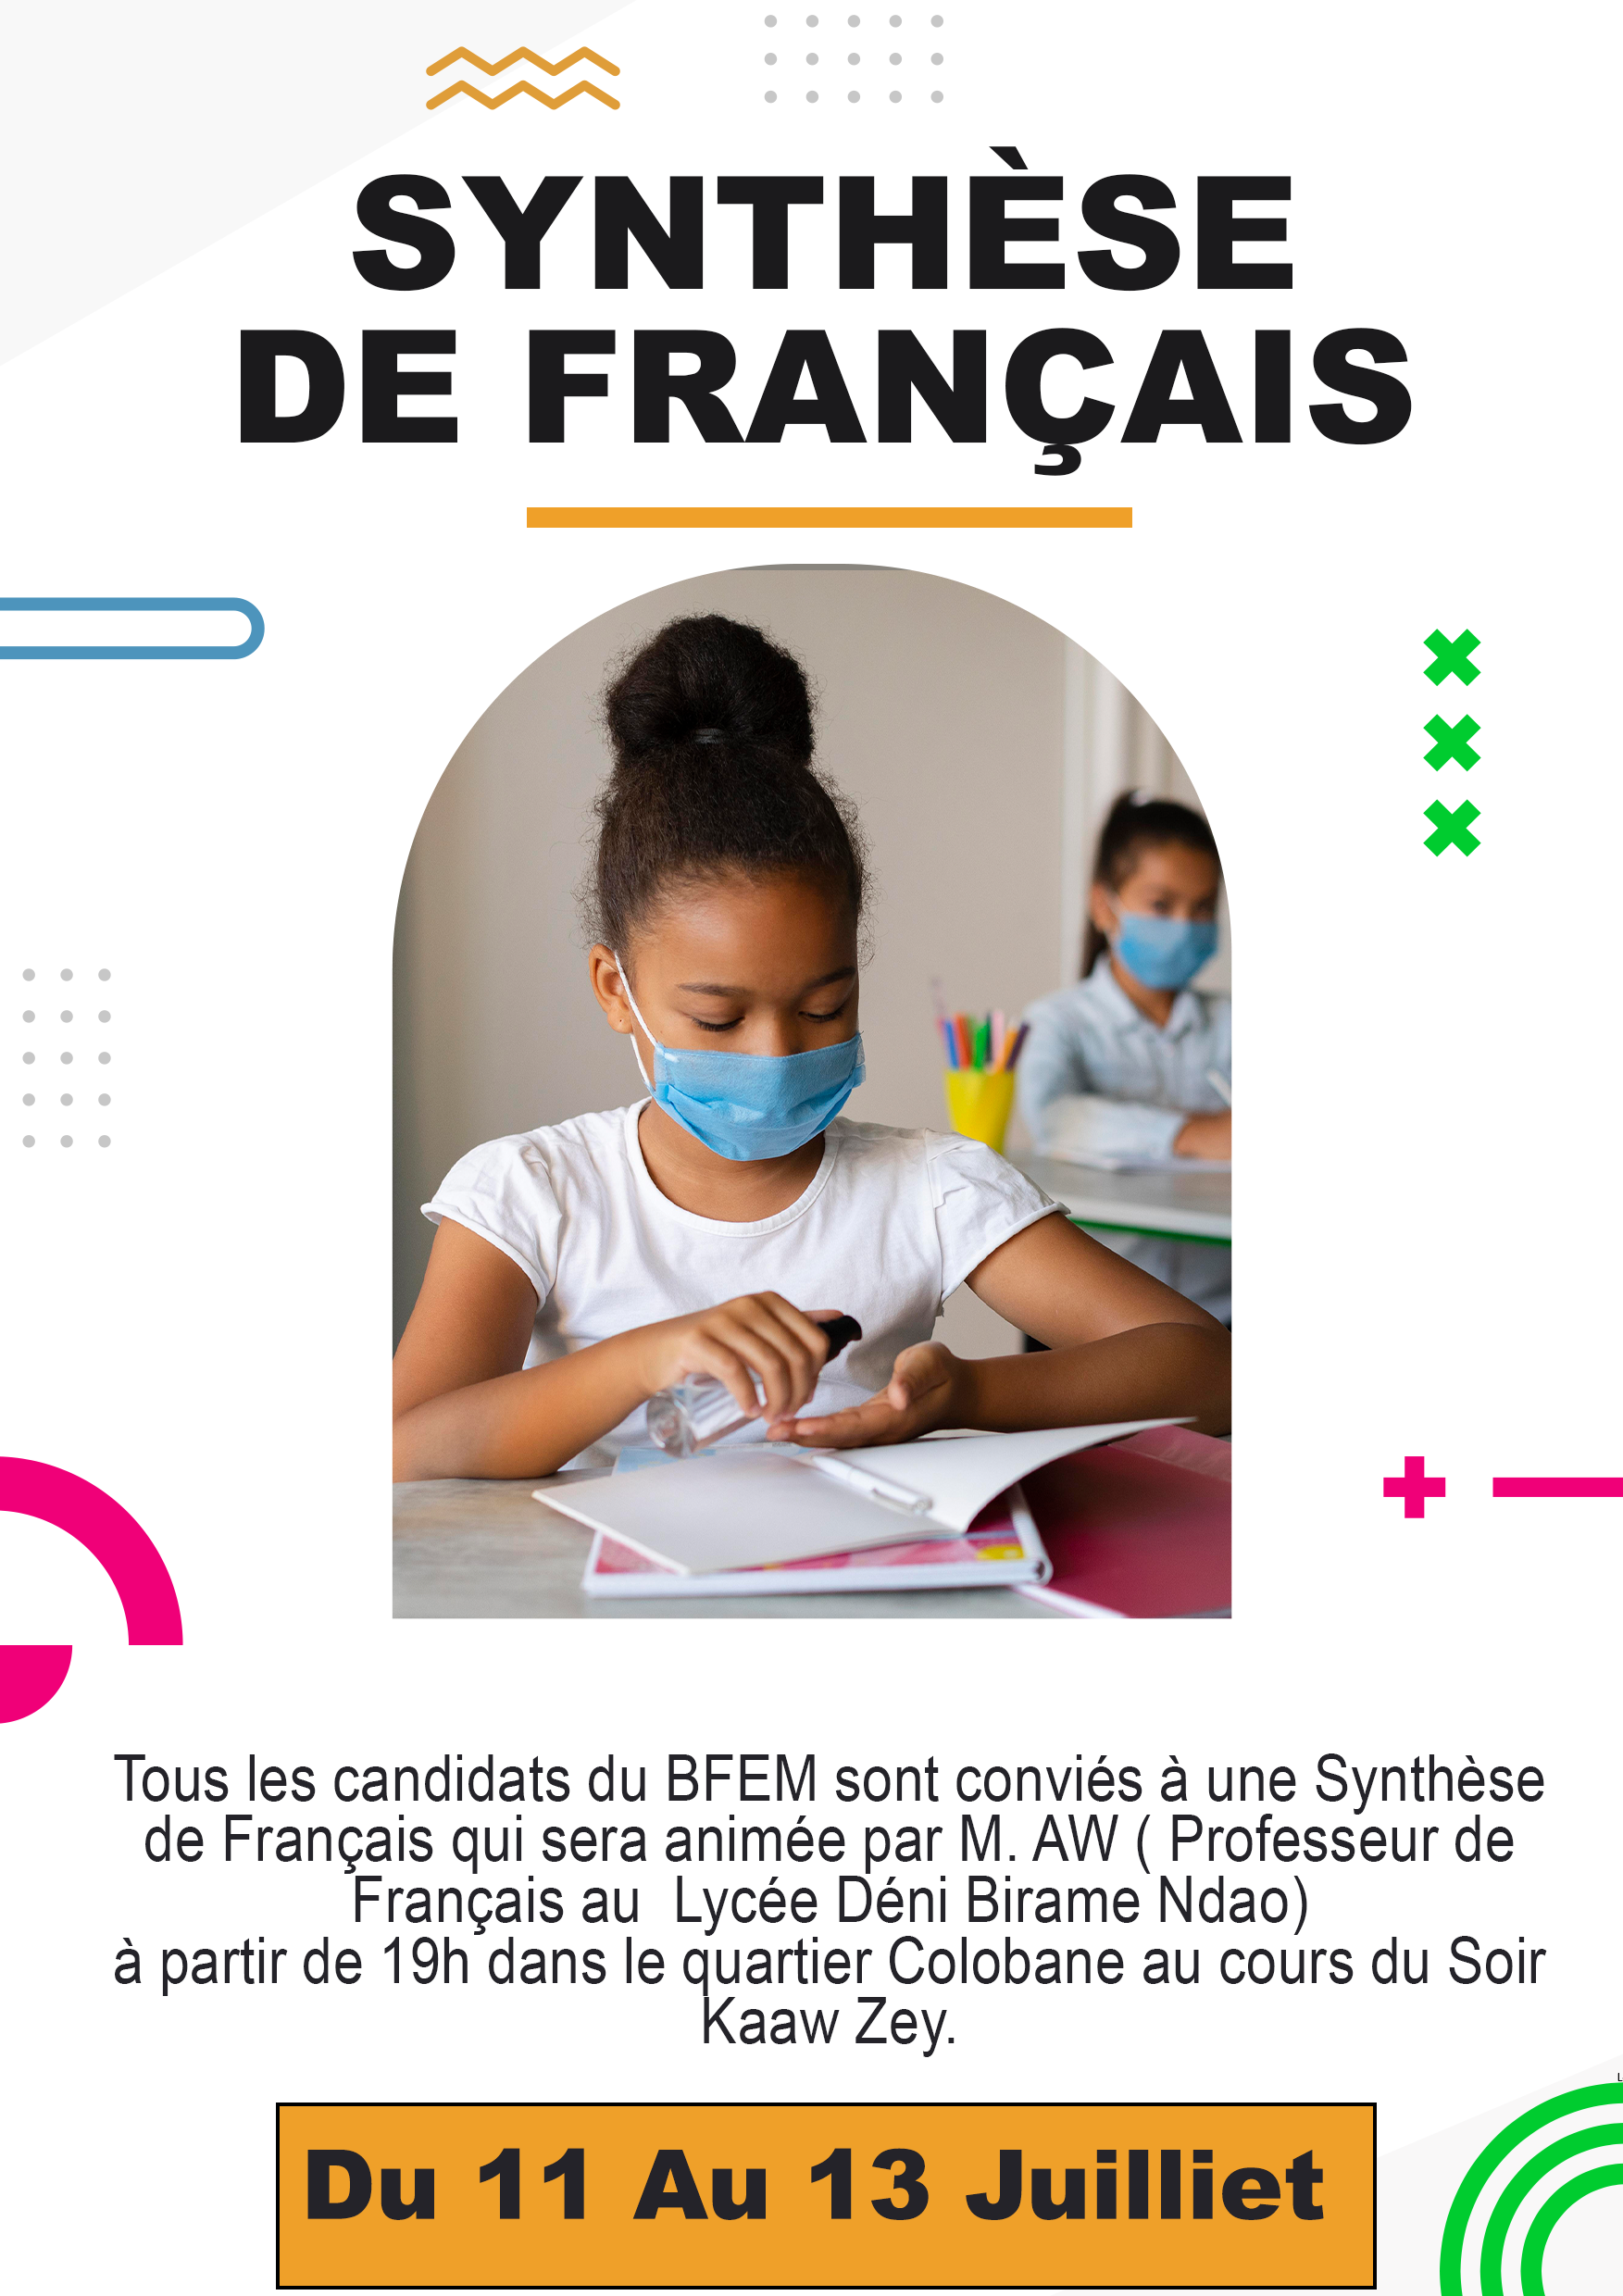 SYNTHÈSE
DE FRANÇAIS
Tous les candidats du BFEM sont conviés à une Synthèse
de Français qui sera animée par M. AW ( Professeur de
Français au  Lycée Déni Birame Ndao)
à partir de 19h dans le quartier Colobane au cours du Soir
Kaaw Zey.
Du 11 Au 13 Juilliet